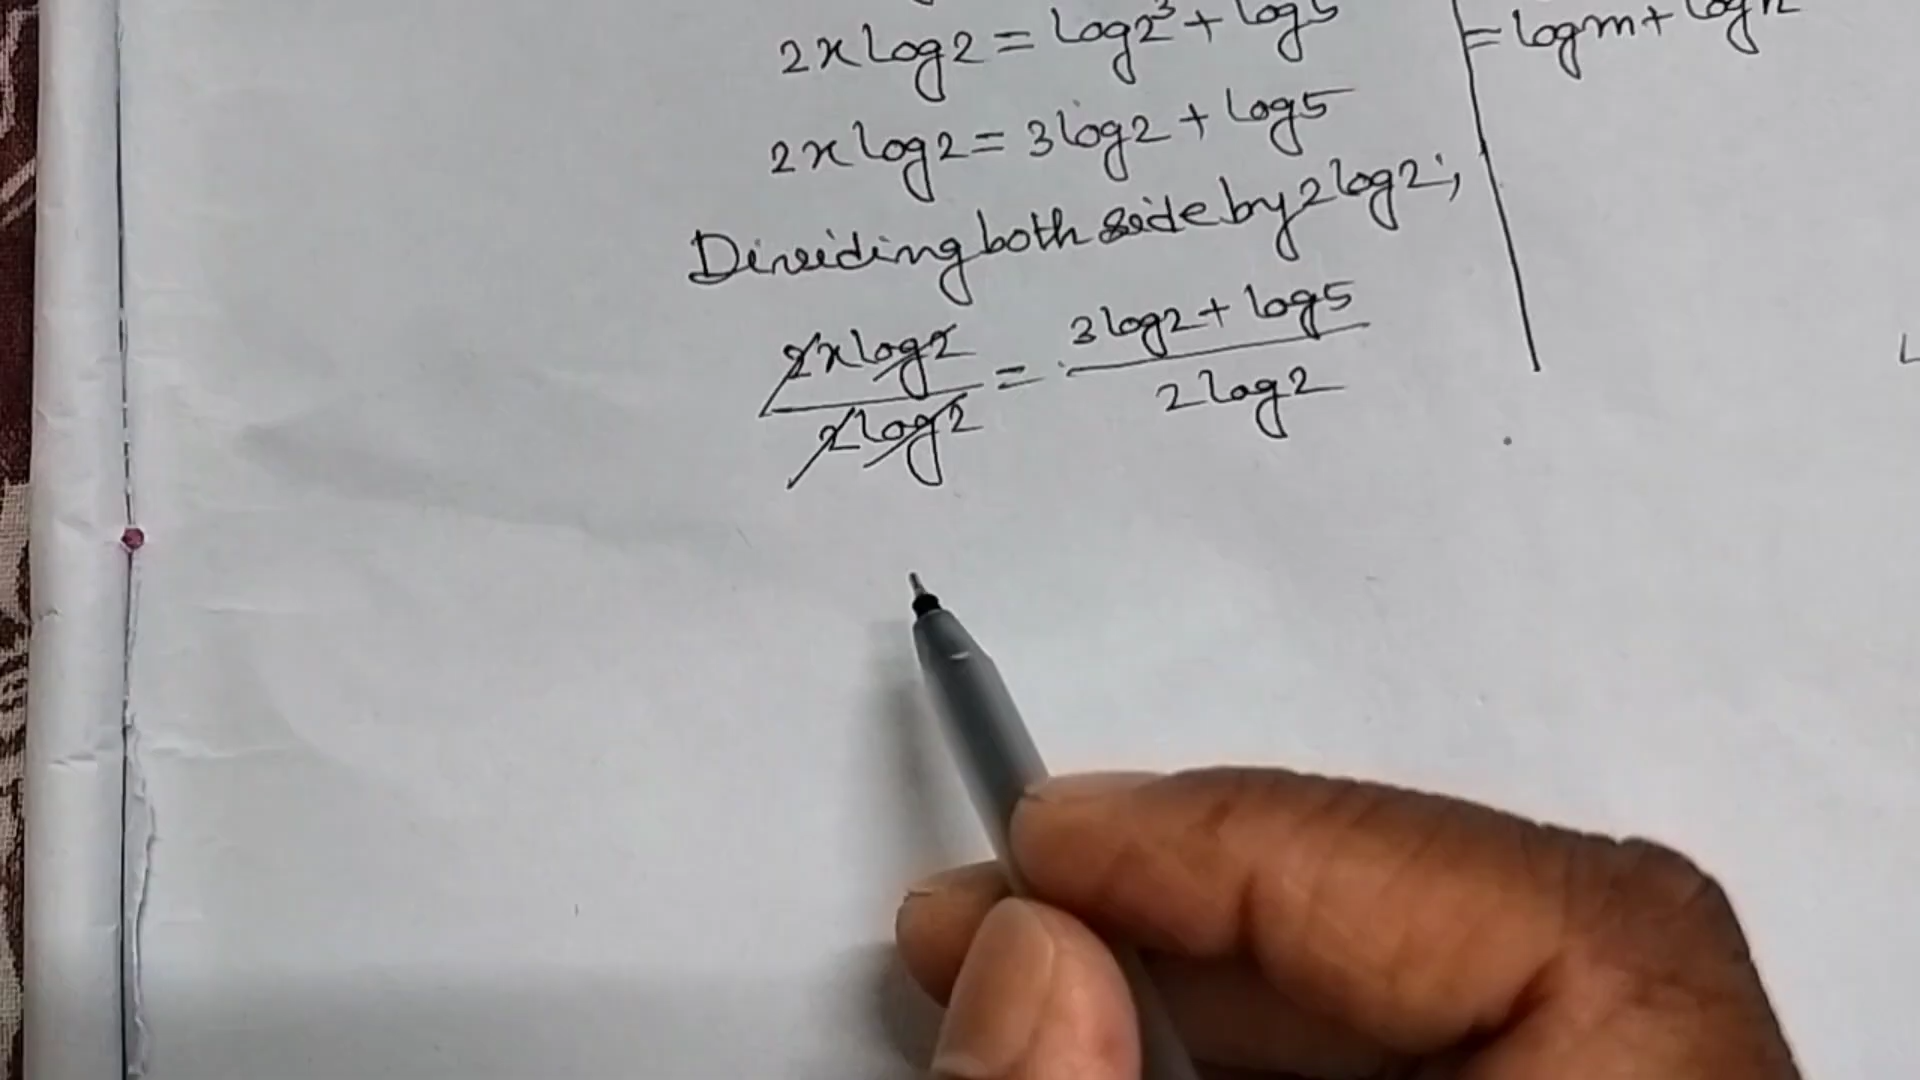 2x log2 = log2³ + log5
= logm + logn
2x log2 = 3log2 + log5
Dividing both side by 2log2;
2x log2 / 2log2 = 3log2 + log5 / 2log2